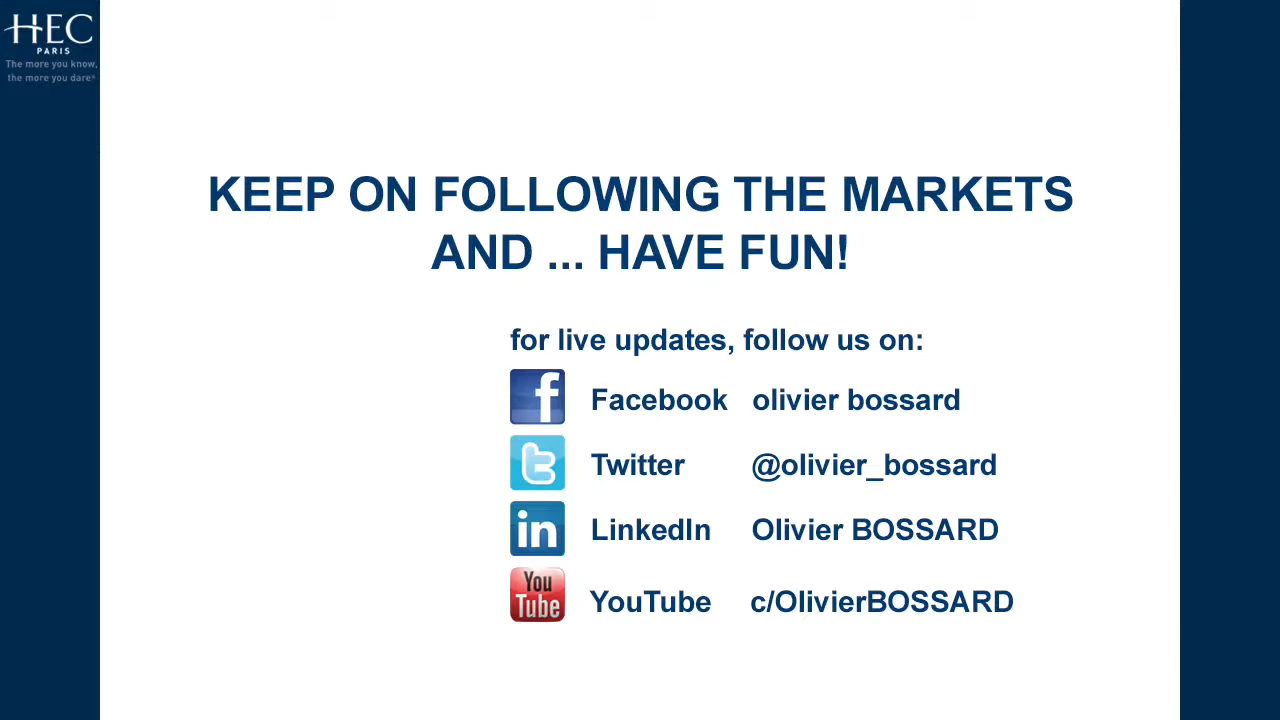 HEC
PARIS
The more you know,
the more you dare®
KEEP ON FOLLOWING THE MARKETS
AND ... HAVE FUN!
for live updates, follow us on:
f Facebook olivier bossard
t Twitter @olivier_bossard
in LinkedIn Olivier BOSSARD
You
Tube YouTube c/OlivierBOSSARD